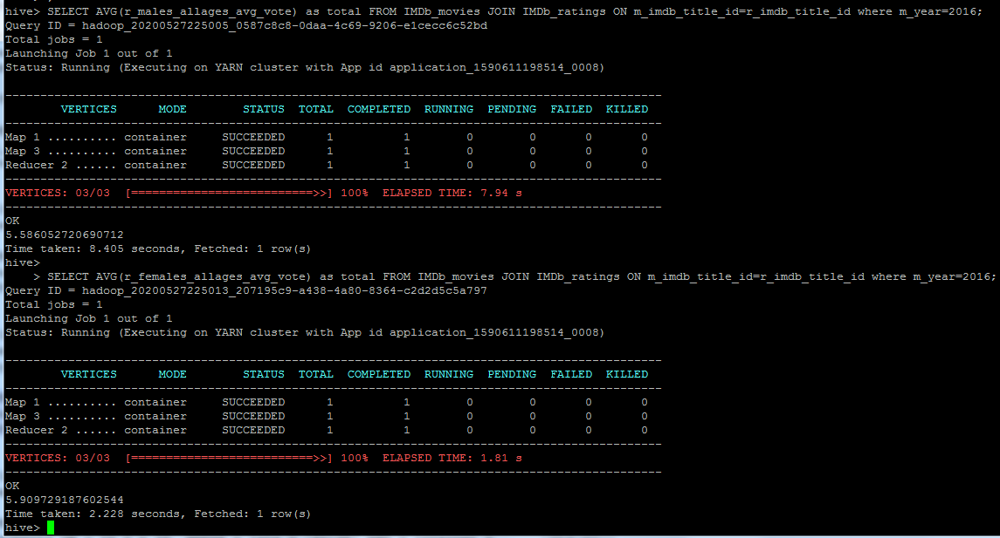 hive> SELECT AVG(r_males_allages_avg_vote) as total FROM IMDb_movies JOIN IMDb_ratings ON m_imdb_title_id=r_imdb_title_id where m_year=2016;
Query ID = hadoop_20200527225005_0587c8c8-0daa-4c69-9206-e1cecc6c52bd
Total jobs = 1
Launching Job 1 out of 1
Status: Running (Executing on YARN cluster with App id application_1590611198514_0008)
----------------------------------------------------------------------------------------------
        VERTICES      MODE        STATUS  TOTAL  COMPLETED  RUNNING  PENDING  FAILED  KILLED
----------------------------------------------------------------------------------------------
Map 1 .......... container     SUCCEEDED      1          1        0        0       0       0
Map 3 .......... container     SUCCEEDED      1          1        0        0       0       0
Reducer 2 ...... container     SUCCEEDED      1          1        0        0       0       0
----------------------------------------------------------------------------------------------
VERTICES: 03/03  [==========================>>] 100%  ELAPSED TIME: 7.94 s
----------------------------------------------------------------------------------------------
OK
5.586052720690712
Time taken: 8.405 seconds, Fetched: 1 row(s)
hive>
    > SELECT AVG(r_females_allages_avg_vote) as total FROM IMDb_movies JOIN IMDb_ratings ON m_imdb_title_id=r_imdb_title_id where m_year=2016;
Query ID = hadoop_20200527225013_207195c9-a438-4a80-8364-c2d2d5c5a797
Total jobs = 1
Launching Job 1 out of 1
Status: Running (Executing on YARN cluster with App id application_1590611198514_0008)
----------------------------------------------------------------------------------------------
        VERTICES      MODE        STATUS  TOTAL  COMPLETED  RUNNING  PENDING  FAILED  KILLED
----------------------------------------------------------------------------------------------
Map 1 .......... container     SUCCEEDED      1          1        0        0       0       0
Map 3 .......... container     SUCCEEDED      1          1        0        0       0       0
Reducer 2 ...... container     SUCCEEDED      1          1        0        0       0       0
----------------------------------------------------------------------------------------------
VERTICES: 03/03  [==========================>>] 100%  ELAPSED TIME: 1.81 s
----------------------------------------------------------------------------------------------
OK
5.909729187602544
Time taken: 2.228 seconds, Fetched: 1 row(s)
hive>